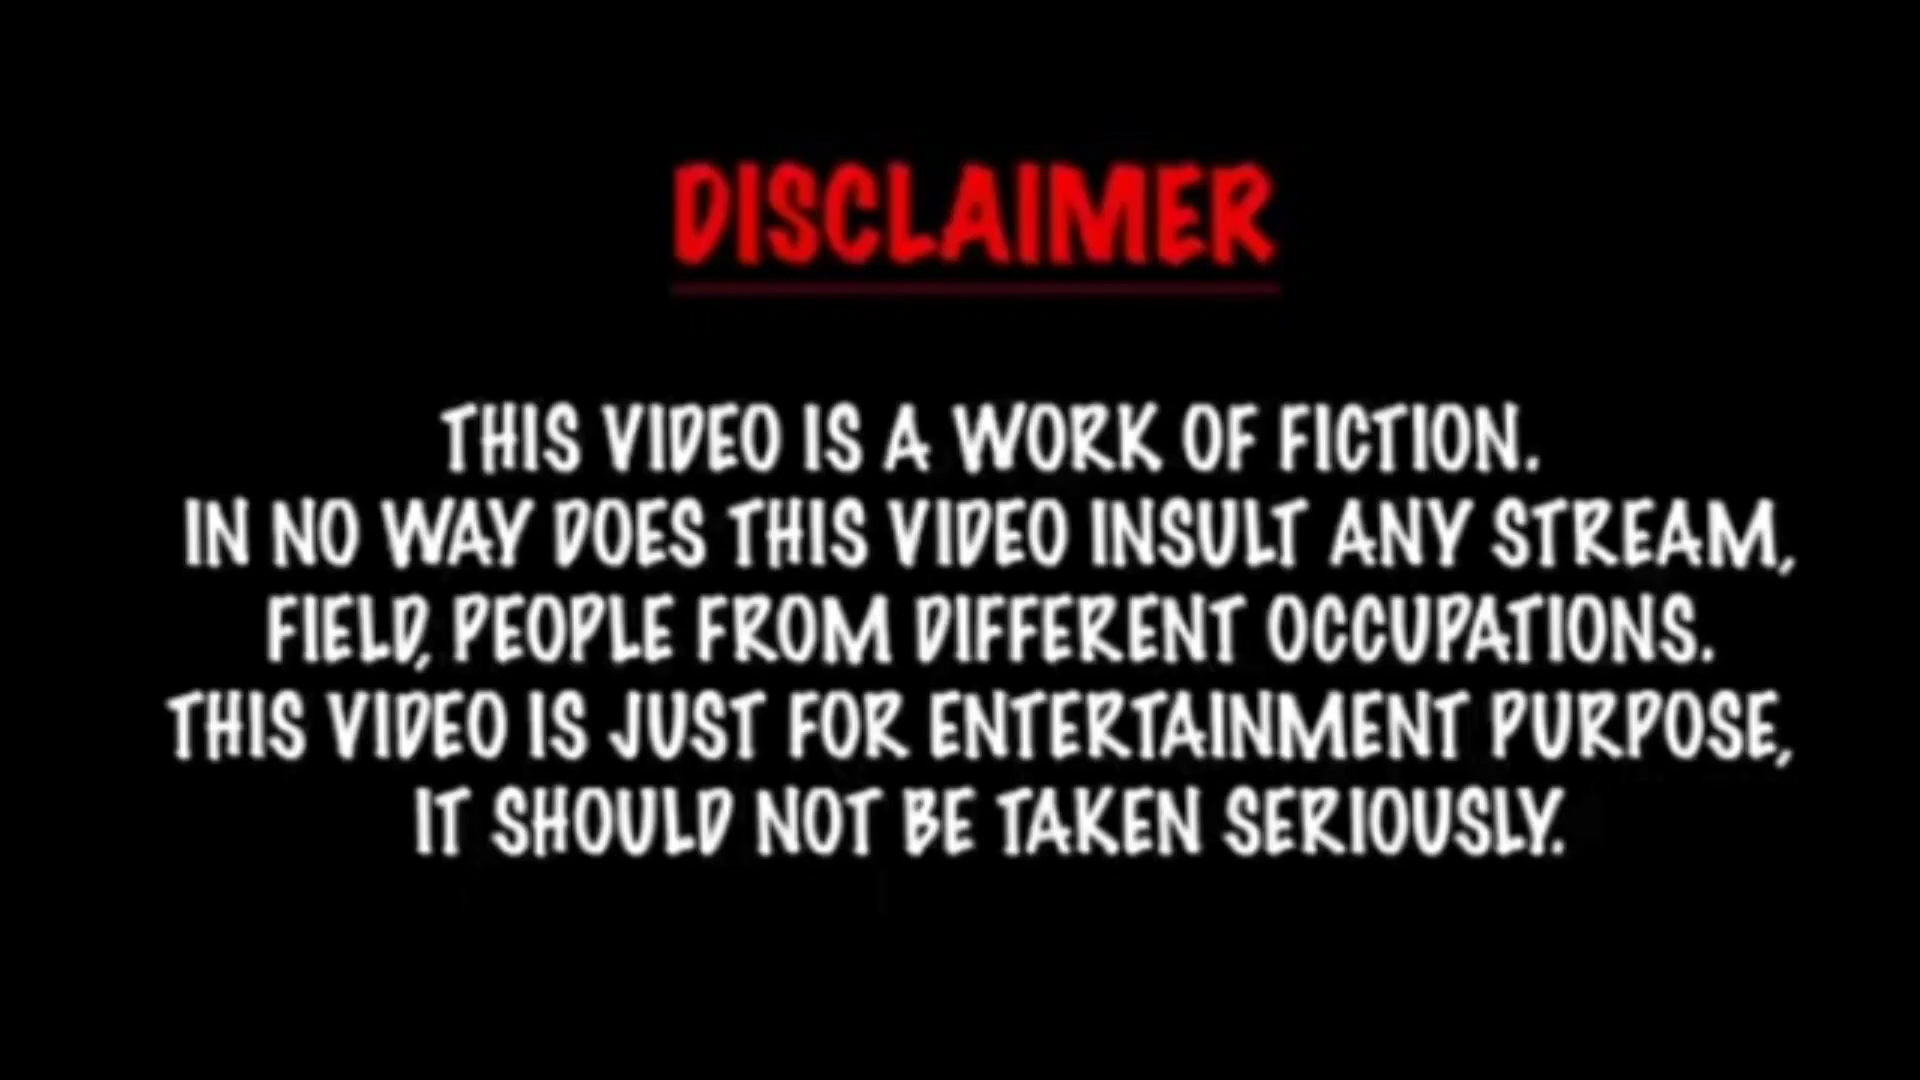 DISCLAIMER
THIS VIDEO IS A WORK OF FICTION.
IN NO WAY DOES THIS VIDEO INSULT ANY STREAM,
FIELD, PEOPLE FROM DIFFERENT OCCUPATIONS.
THIS VIDEO IS JUST FOR ENTERTAINMENT PURPOSE,
IT SHOULD NOT BE TAKEN SERIOUSLY.